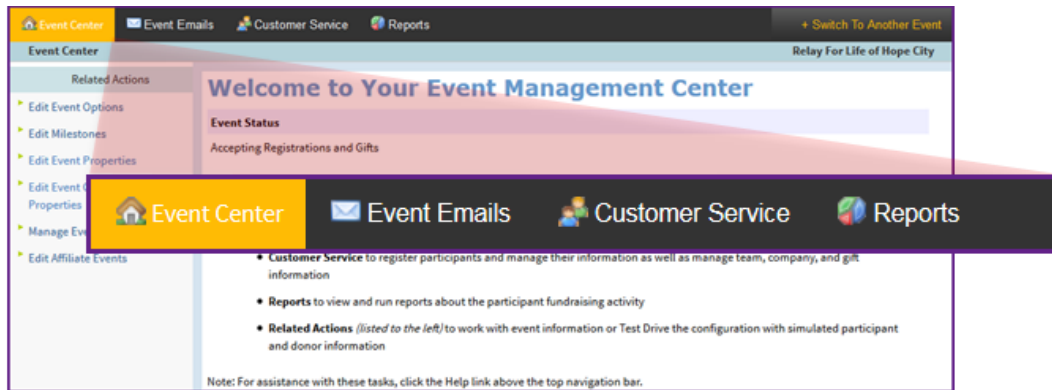 Event Center Event Emails Customer Service Reports + Switch To Another Event
Event Center Relay For Life of Hope City
Related Actions
Edit Event Options
Edit Milestones
Edit Event Properties
Edit Event
Properties
Manage
Edit Affiliate Events
Welcome to Your Event Management Center
Event Status
Accepting Registrations and Gifts
Event Center Event Emails Customer Service Reports
Customer Service to register participants and manage their information as well as manage team, company, and gift
information
Reports to view and run reports about the participant fundraising activity
Related Actions (listed to the left) to work with event information or Test Drive the configuration with simulated participant
and donor information
Note: For assistance with these tasks, click the Help link above the top navigation bar.